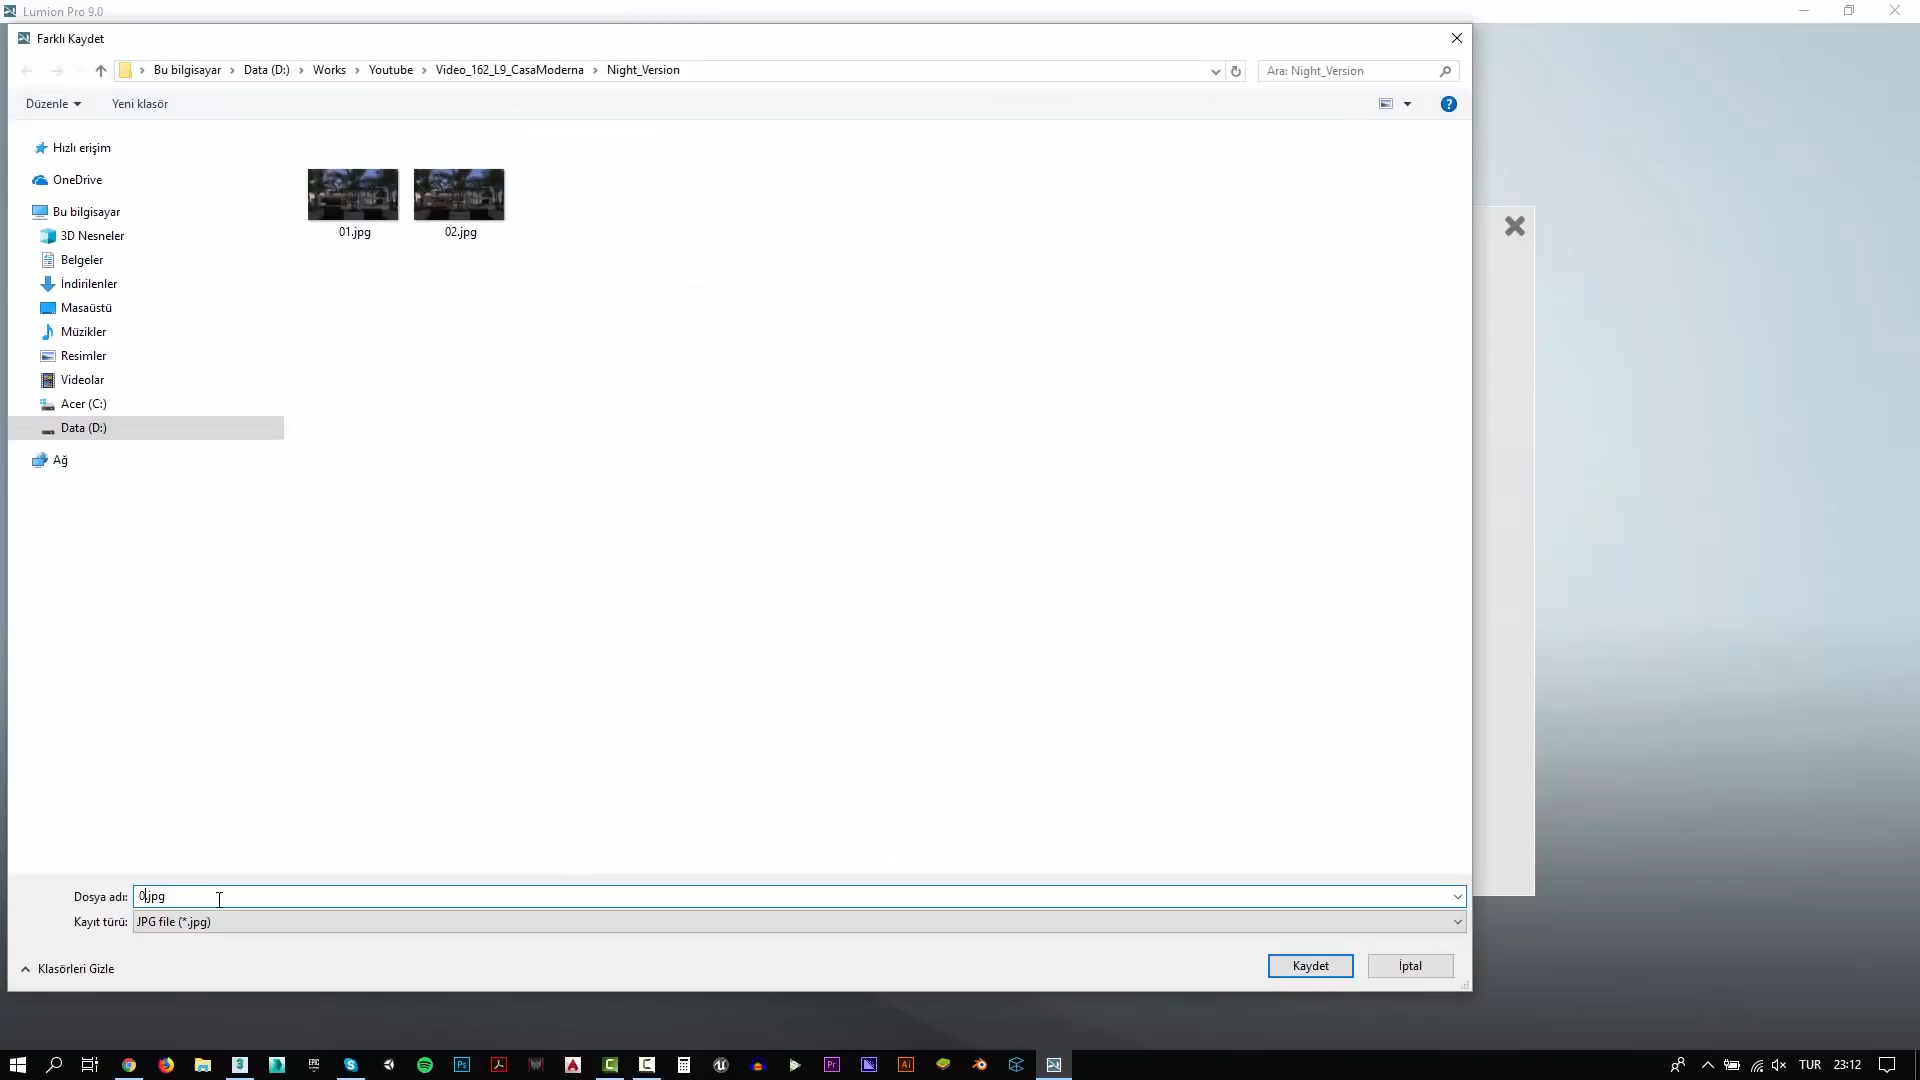 Lumion Pro 9.0
Farklı Kaydet
Bu bilgisayar > Data (D:) > Works > Youtube > Video_162_L9_CasaModerna > Night_Version
Ara: Night_Version
Düzenle
Yeni klasör
Hızlı erişim
OneDrive
Bu bilgisayar
3D Nesneler
Belgeler
İndirilenler
Masaüstü
Müzikler
Resimler
Videolar
Acer (C:)
Data (D:)
Ağ
01.jpg
02.jpg
Dosya adı: 0.jpg
Kayıt türü: JPG file (*.jpg)
Klasörleri Gizle
Kaydet
İptal
TUR
23:12